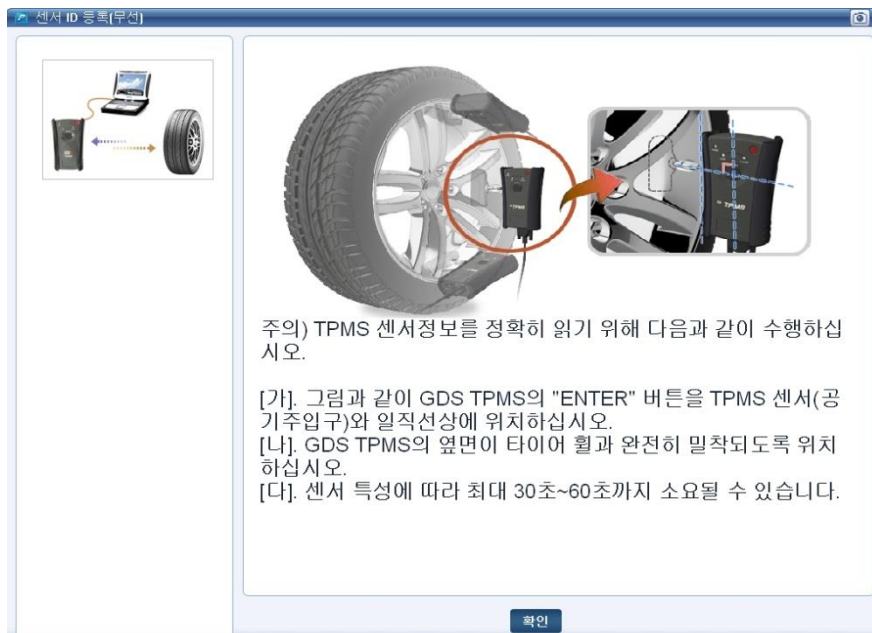 센서 ID 등록(무선)
TPMS
주의) TPMS 센서정보를 정확히 읽기 위해 다음과 같이 수행하십
시오.
[가]. 그림과 같이 GDS TPMS의 "ENTER" 버튼을 TPMS 센서(공
기주입구)와 일직선상에 위치하십시오.
[나]. GDS TPMS의 옆면이 타이어 휠과 완전히 밀착되도록 위치
하십시오.
[다]. 센서 특성에 따라 최대 30초~60초까지 소요될 수 있습니다.
확인